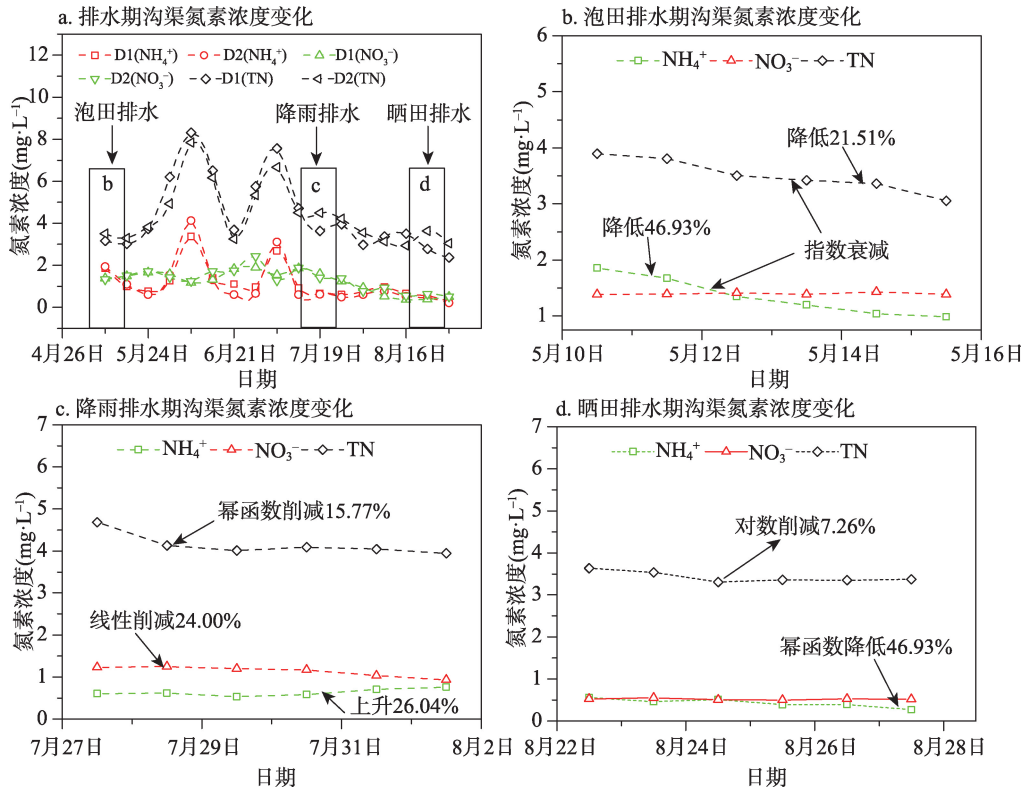 a. 排水期沟渠氮素浓度变化
D1(NH₄⁺) D2(NH₄⁺) D1(NO₃⁻)
D2(NO₃⁻) D1(TN) D2(TN)
泡田排水 降雨排水 晒田排水
b c d
氮素浓度(mg·L⁻¹)
12
10
8
6
4
2
0
4月26日 5月24日 6月21日 7月19日 8月16日
日期
b. 泡田排水期沟渠氮素浓度变化
NH₄⁺ NO₃⁻ TN
降低21.51%
降低46.93%
指数衰减
氮素浓度(mg·L⁻¹)
6
5
4
3
2
1
5月10日 5月12日 5月14日 5月16日
日期
c. 降雨排水期沟渠氮素浓度变化
NH₄⁺ NO₃⁻ TN
幂函数削减15.77%
线性削减24.00%
上升26.04%
氮素浓度(mg·L⁻¹)
7
6
5
4
3
2
1
0
7月27日 7月29日 7月31日 8月2日
日期
d. 晒田排水期沟渠氮素浓度变化
NH₄⁺ NO₃⁻ TN
对数削减7.26%
幂函数降低46.93%
氮素浓度(mg·L⁻¹)
7
6
5
4
3
2
1
0
8月22日 8月24日 8月26日 8月28日
日期